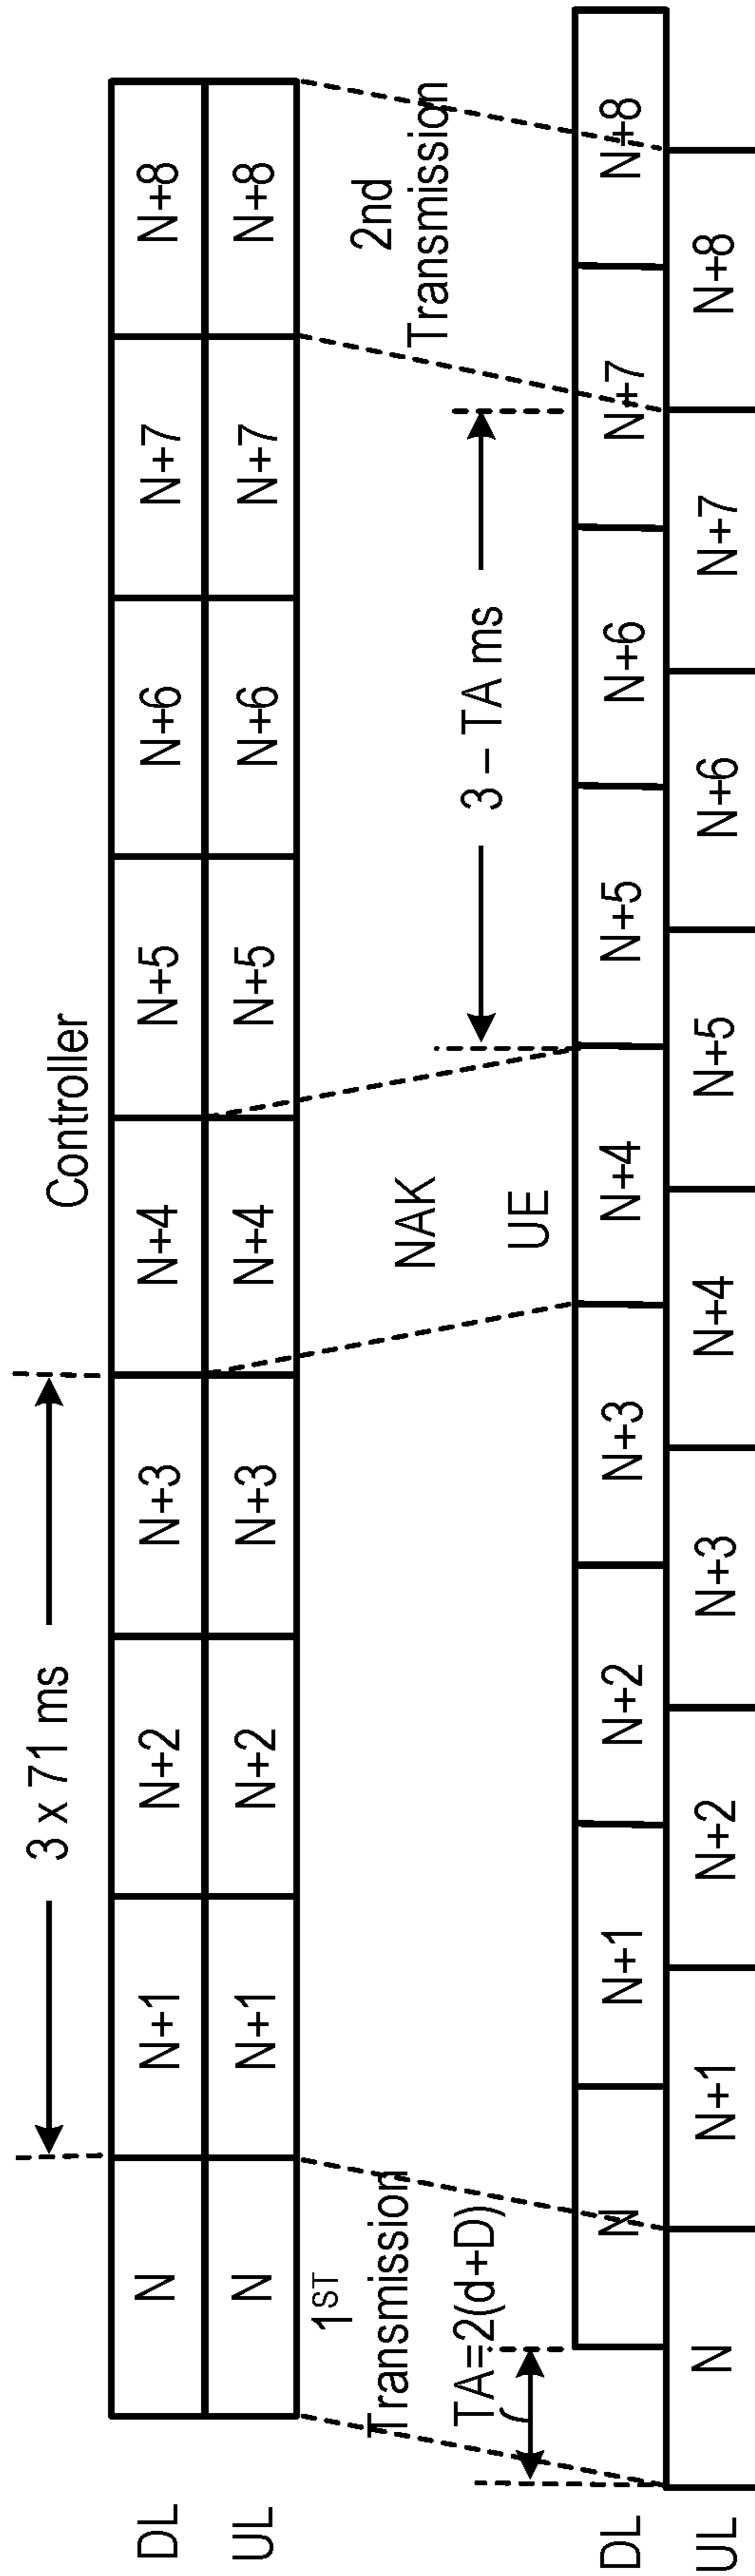 Controller
3 x 71 ms
DL N N+1 N+2 N+3 N+4 N+5 N+6 N+7 N+8
UL N N+1 N+2 N+3 N+4 N+5 N+6 N+7 N+8
1ST
Transmission
NAK
2nd
Transmission
TA=2(d+D)
3 – TA ms
UE
DL N N+1 N+2 N+3 N+4 N+5 N+6 N+7 N+8
UL N N+1 N+2 N+3 N+4 N+5 N+6 N+7 N+8